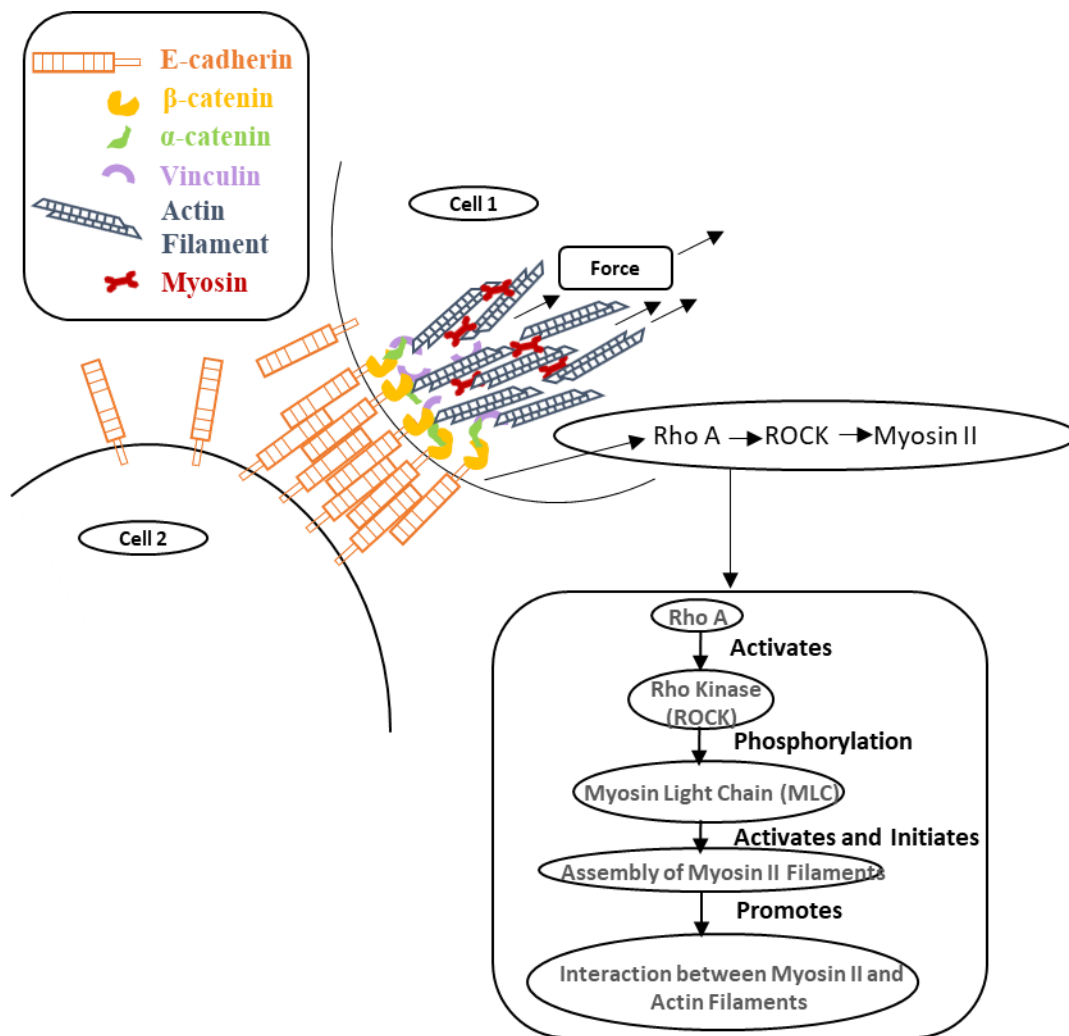 E-cadherin
β-catenin
α-catenin
Vinculin
Actin
Filament
Myosin
Cell 1
Force
Rho A → ROCK → Myosin II
Cell 2
Rho A
Activates
Rho Kinase
(ROCK)
Phosphorylation
Myosin Light Chain (MLC)
Activates and Initiates
Assembly of Myosin II Filaments
Promotes
Interaction between Myosin II and
Actin Filaments